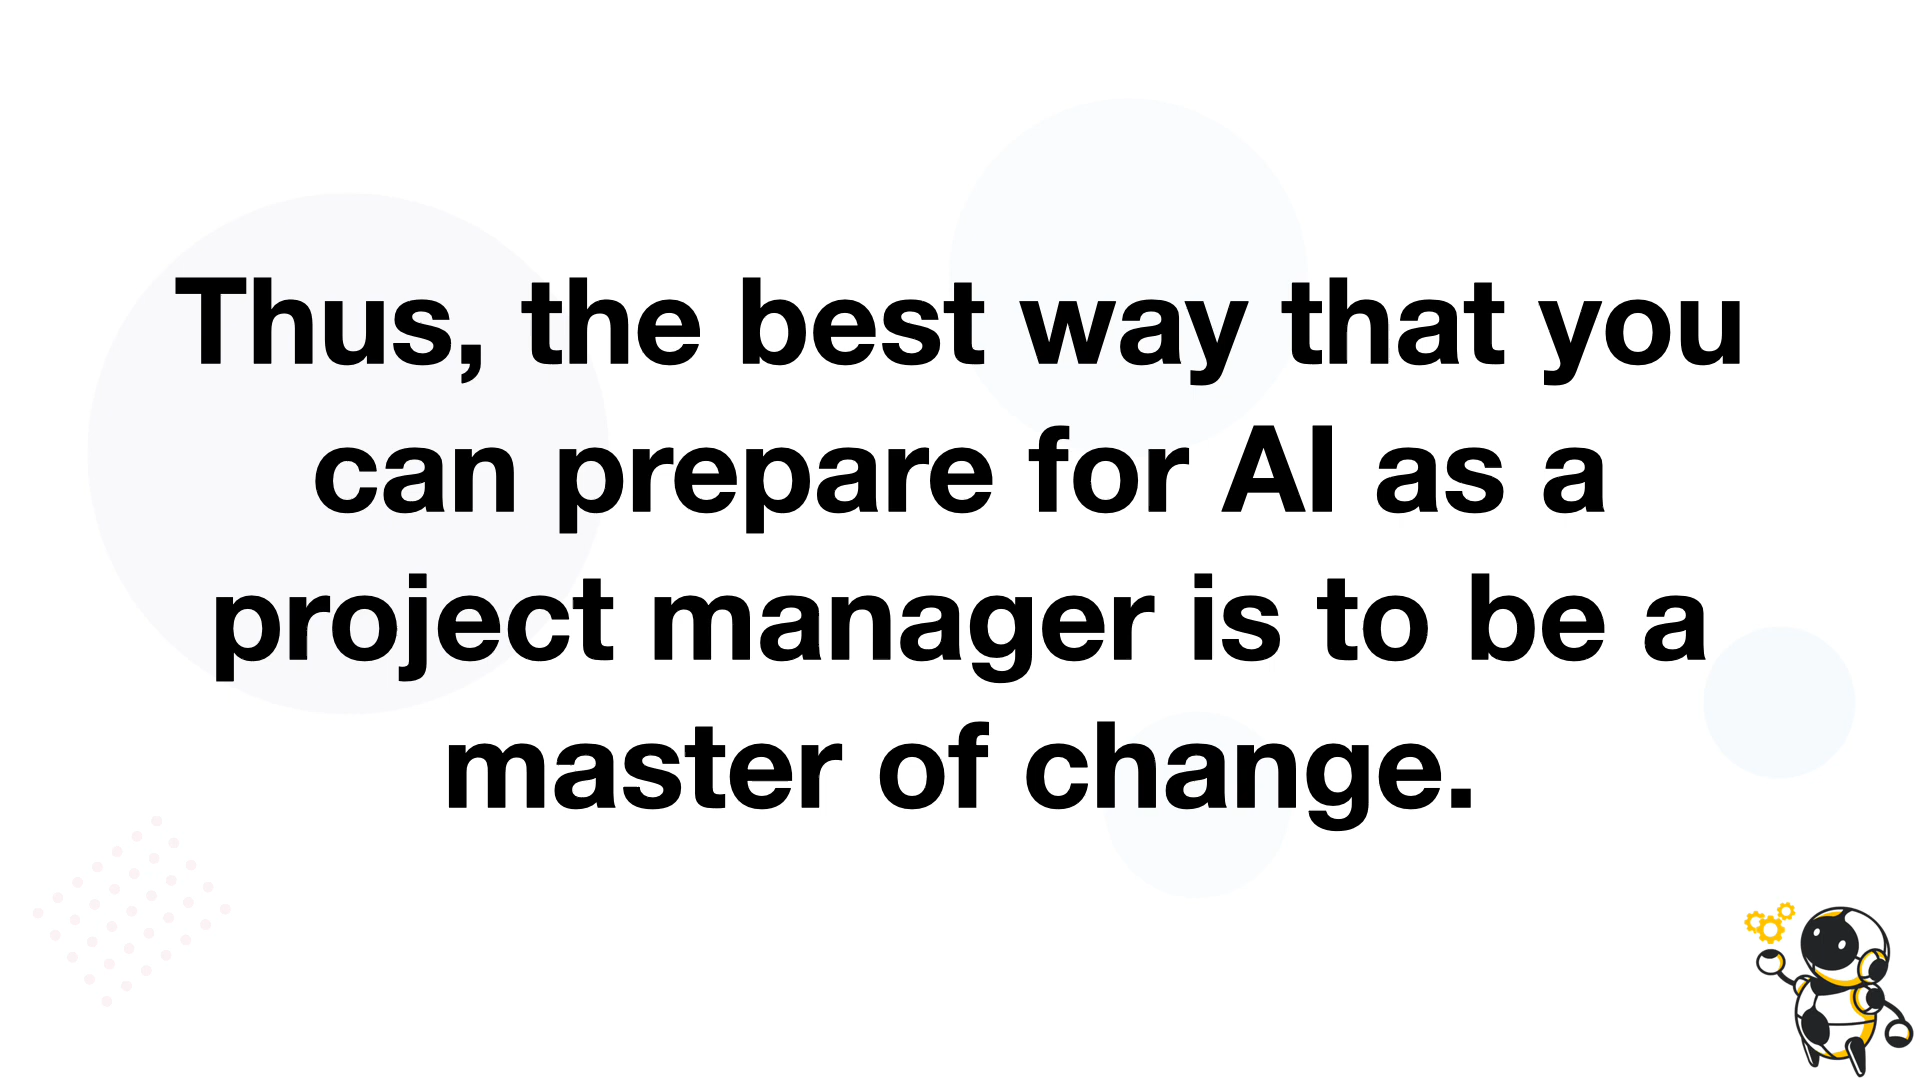 Thus, the best way that you
can prepare for AI as a
project manager is to be a
master of change.